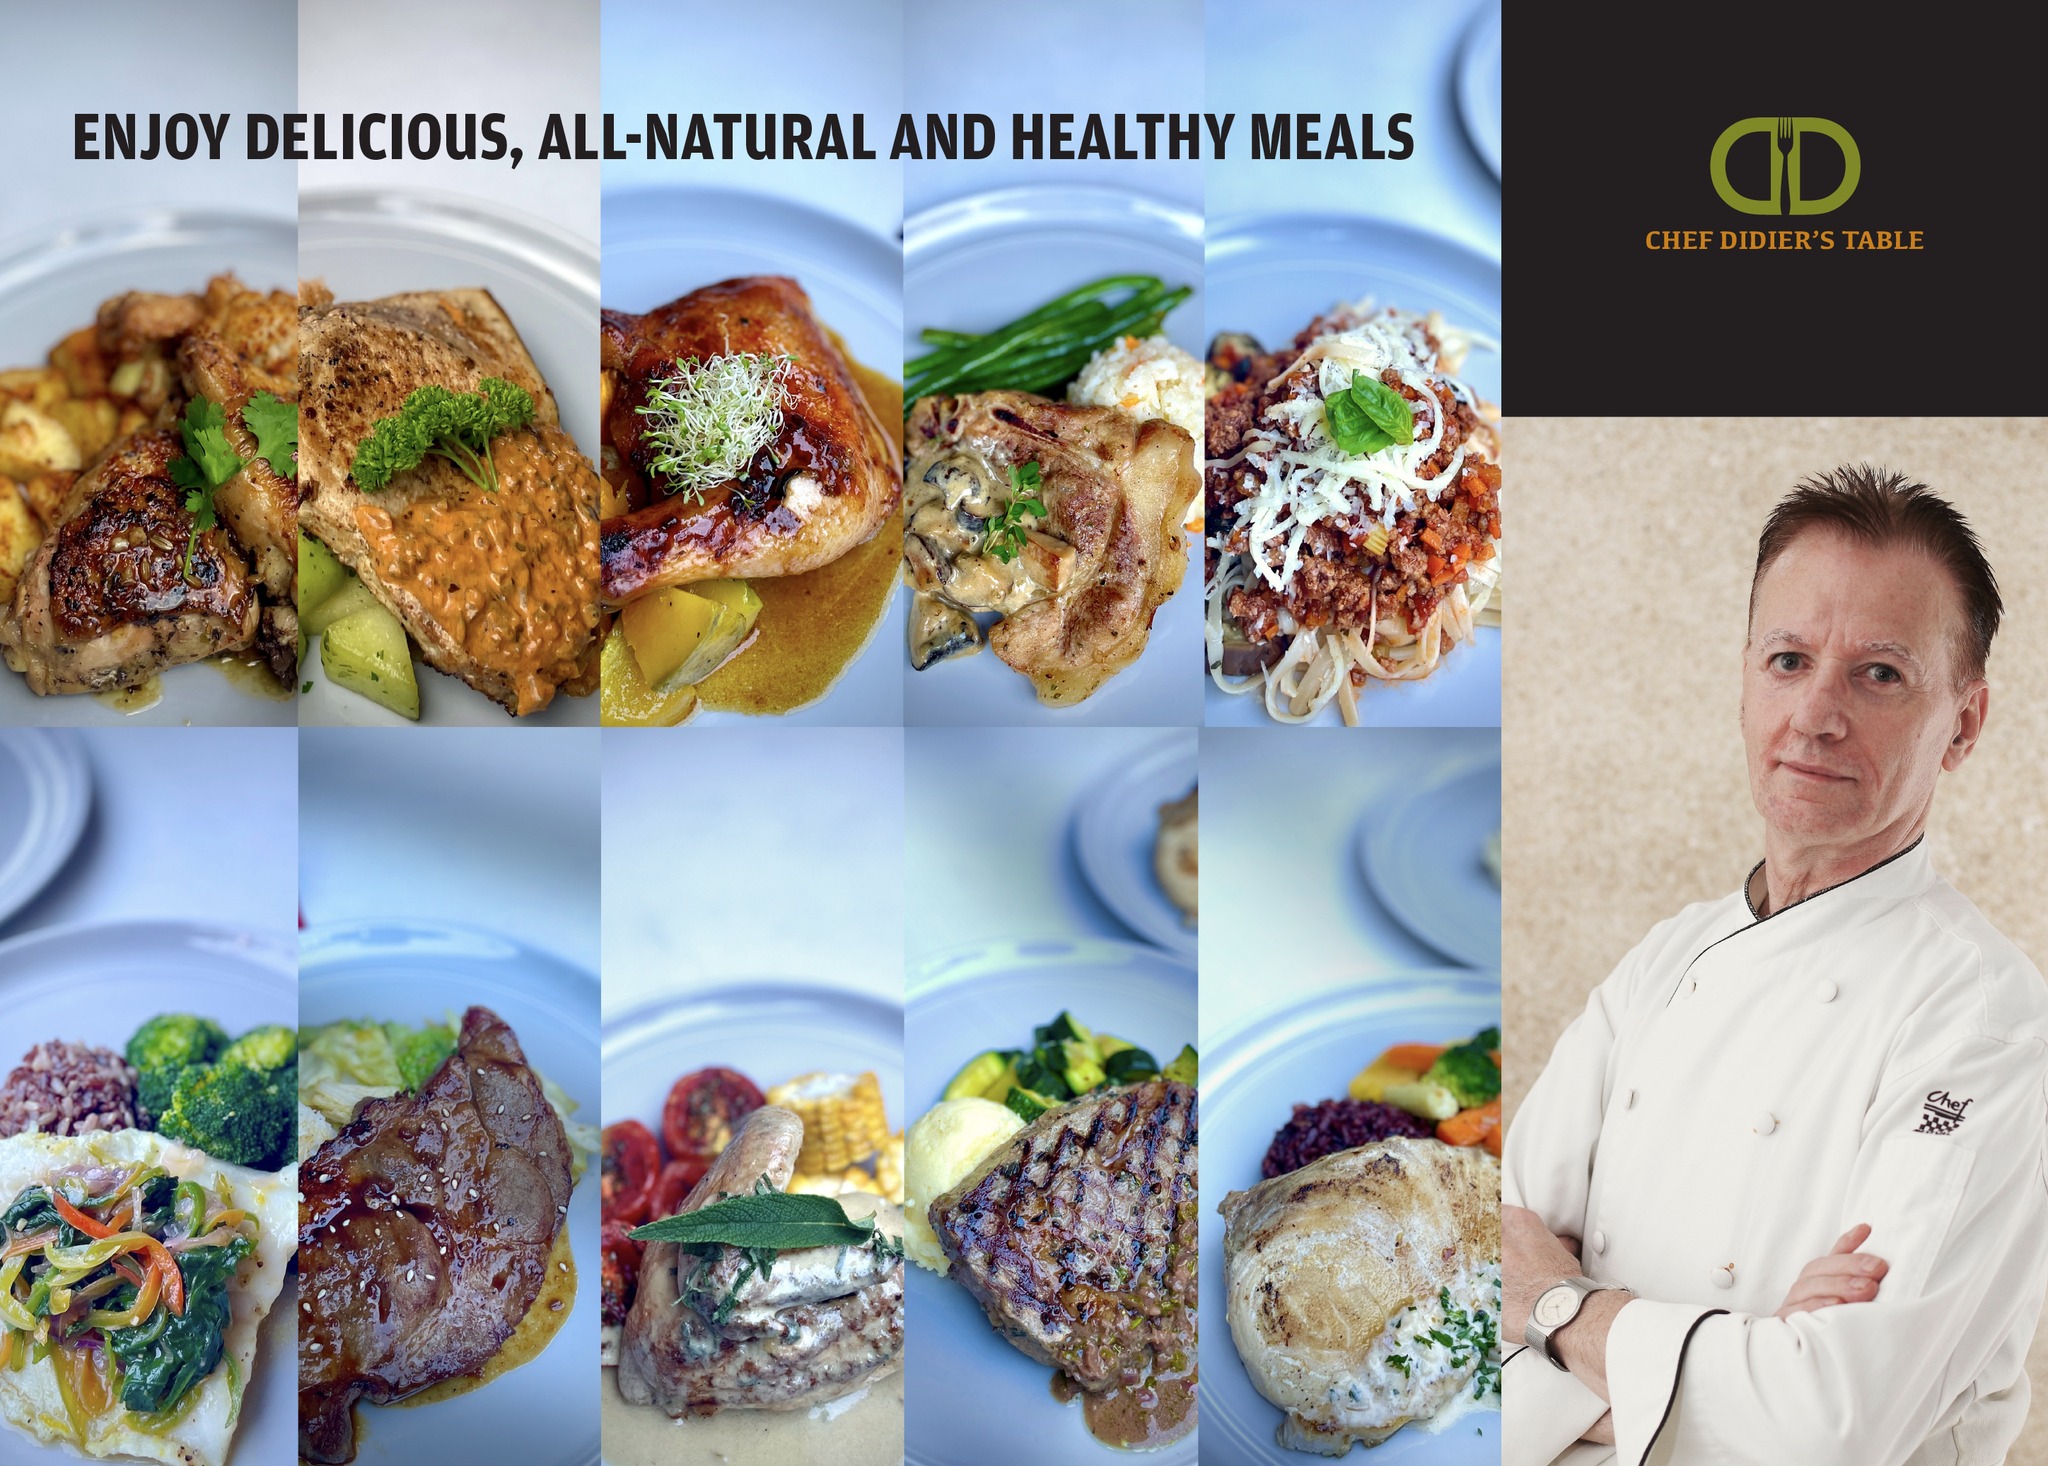 ENJOY DELICIOUS, ALL-NATURAL AND HEALTHY MEALS
CHEF DIDIER'S TABLE
chef